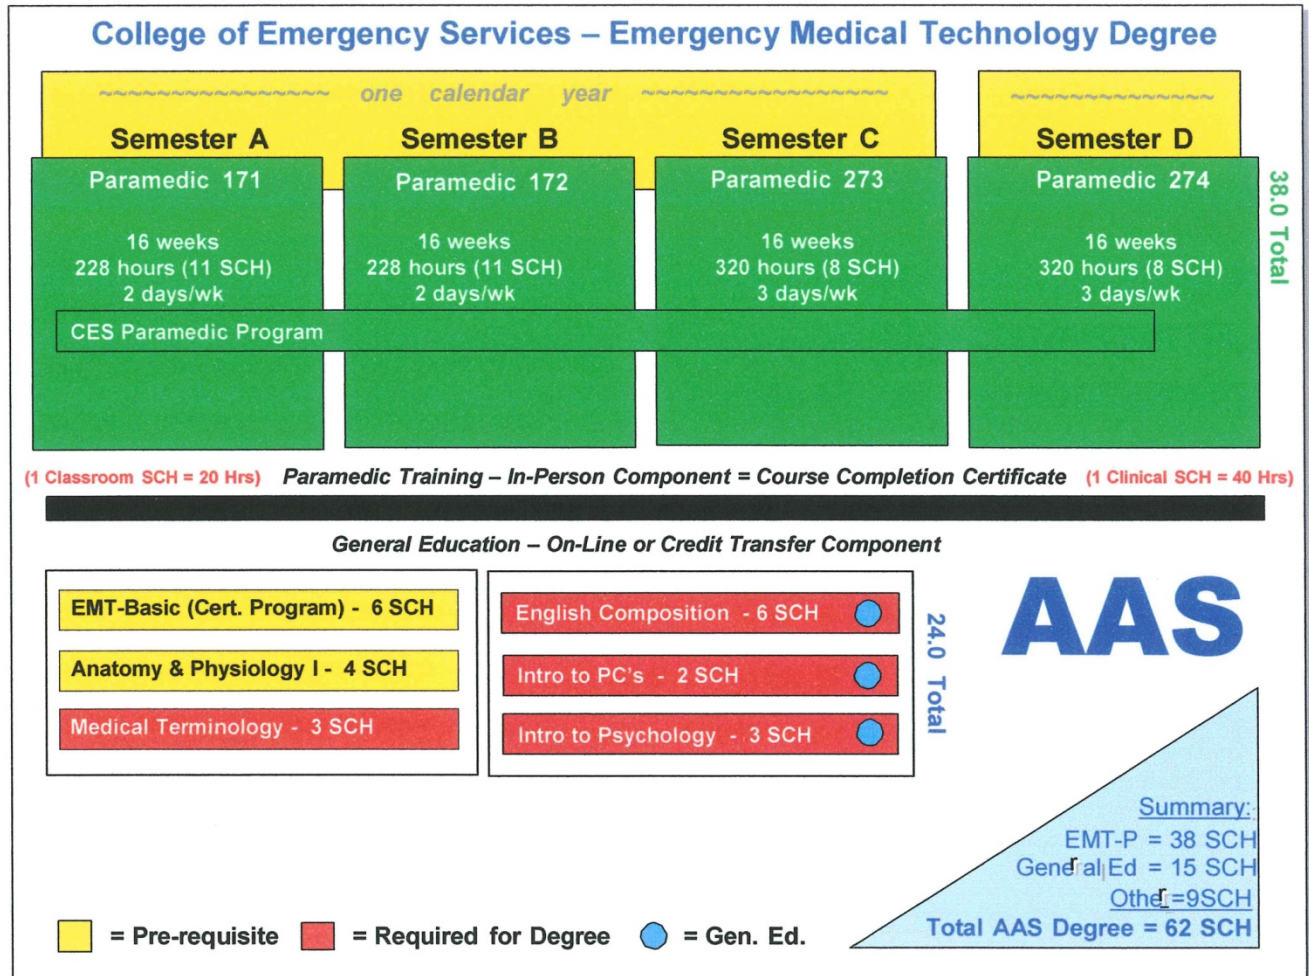 College of Emergency Services – Emergency Medical Technology Degree
~~~~~~~~~~~~~~~~ one calendar year ~~~~~~~~~~~~~~~~~
~~~~~~~~~~~~~~
Semester A
Semester B
Semester C
Semester D
Paramedic 171
16 weeks
228 hours (11 SCH)
2 days/wk
Paramedic 172
16 weeks
228 hours (11 SCH)
2 days/wk
Paramedic 273
16 weeks
320 hours (8 SCH)
3 days/wk
Paramedic 274
16 weeks
320 hours (8 SCH)
3 days/wk
38.0 Total
CES Paramedic Program
(1 Classroom SCH = 20 Hrs) Paramedic Training – In-Person Component = Course Completion Certificate (1 Clinical SCH = 40 Hrs)
General Education – On-Line or Credit Transfer Component
EMT-Basic (Cert. Program) - 6 SCH
Anatomy & Physiology I - 4 SCH
Medical Terminology - 3 SCH
English Composition - 6 SCH
Intro to PC's - 2 SCH
Intro to Psychology - 3 SCH
24.0 Total
AAS
Summary:
EMT-P = 38 SCH
General Ed = 15 SCH
Other=9SCH
Total AAS Degree = 62 SCH
= Pre-requisite
= Required for Degree
= Gen. Ed.